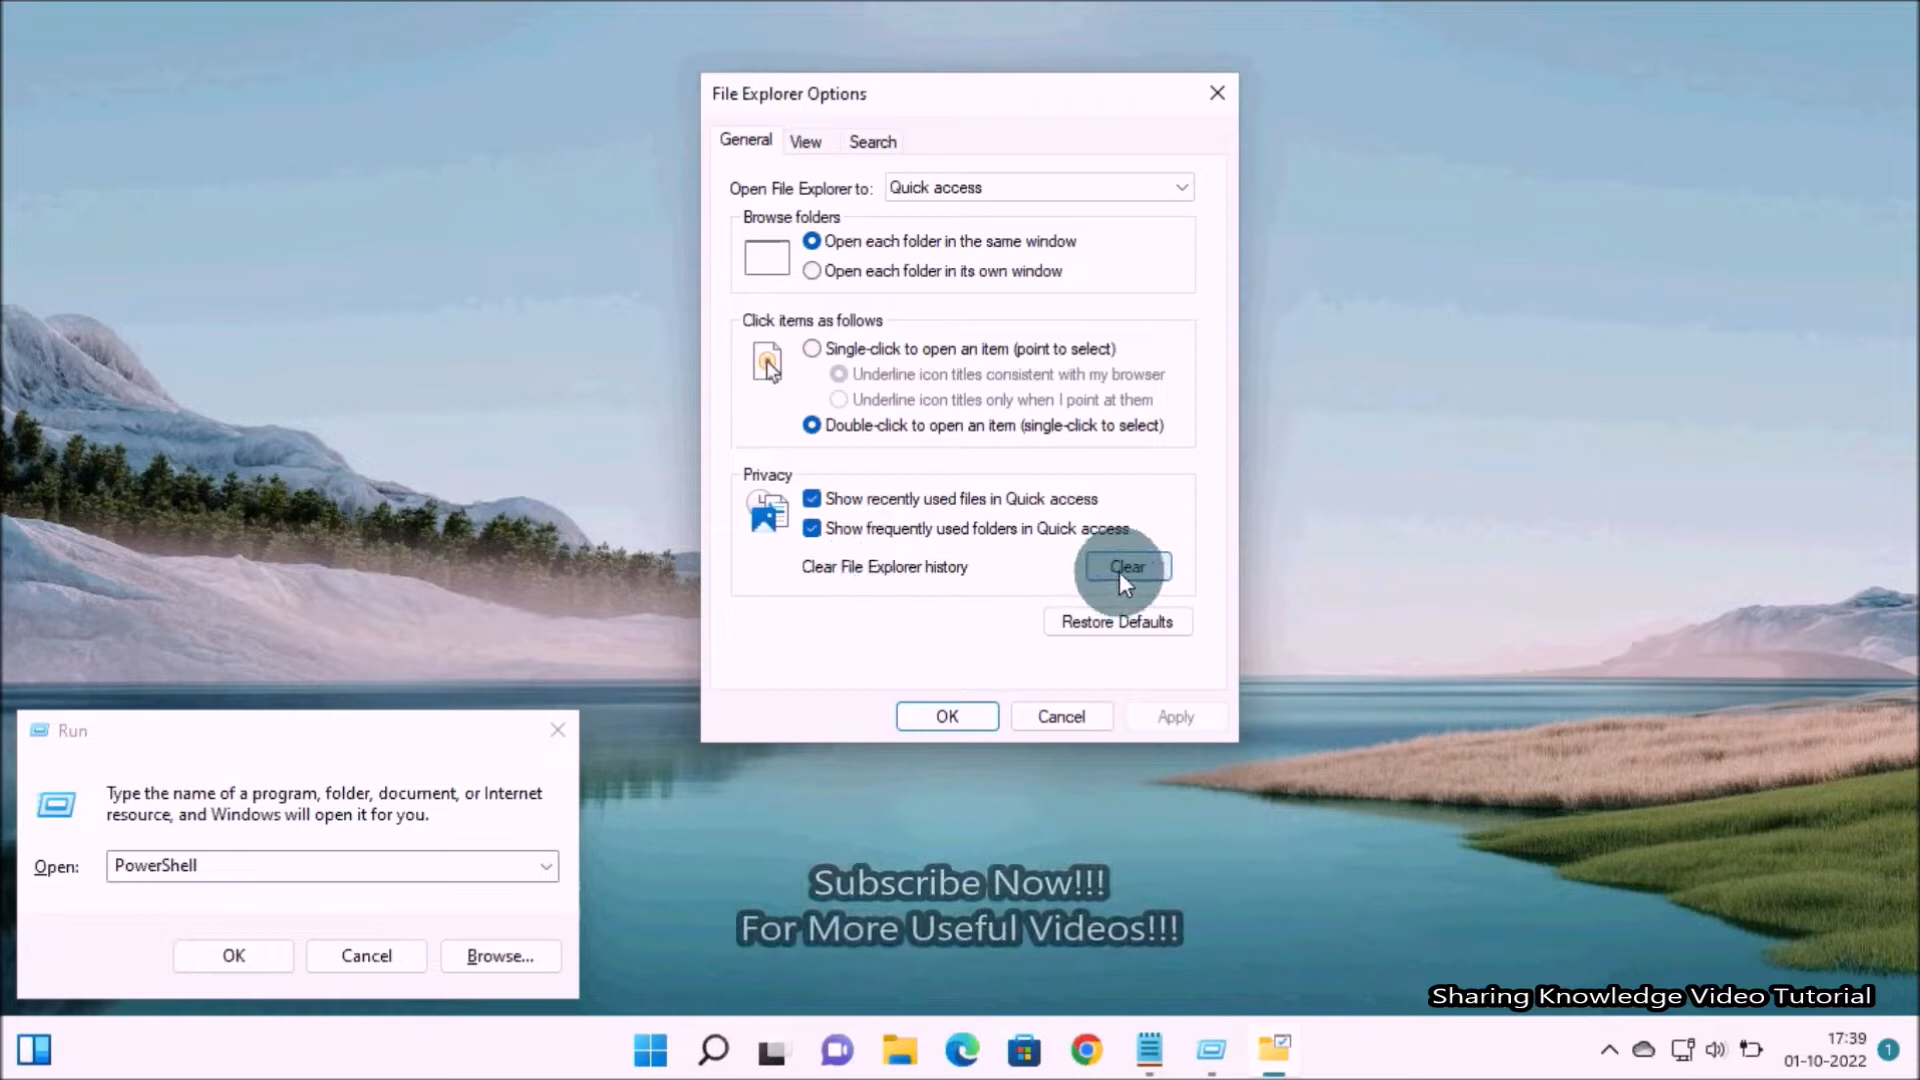 File Explorer Options
General
View
Search
Open File Explorer to:
Quick access
Browse folders
Open each folder in the same window
Open each folder in its own window
Click items as follows
Single-click to open an item (point to select)
Underline icon titles consistent with my browser
Underline icon titles only when I point at them
Double-click to open an item (single-click to select)
Privacy
Show recently used files in Quick access
Show frequently used folders in Quick access
Clear File Explorer history
Clear
Restore Defaults
OK
Cancel
Apply
Run
Type the name of a program, folder, document, or Internet
resource, and Windows will open it for you.
Open:
PowerShell
OK
Cancel
Browse...
Subscribe Now!!!
For More Useful Videos!!!
Sharing Knowledge Video Tutorial
17:39
01-10-2022
1